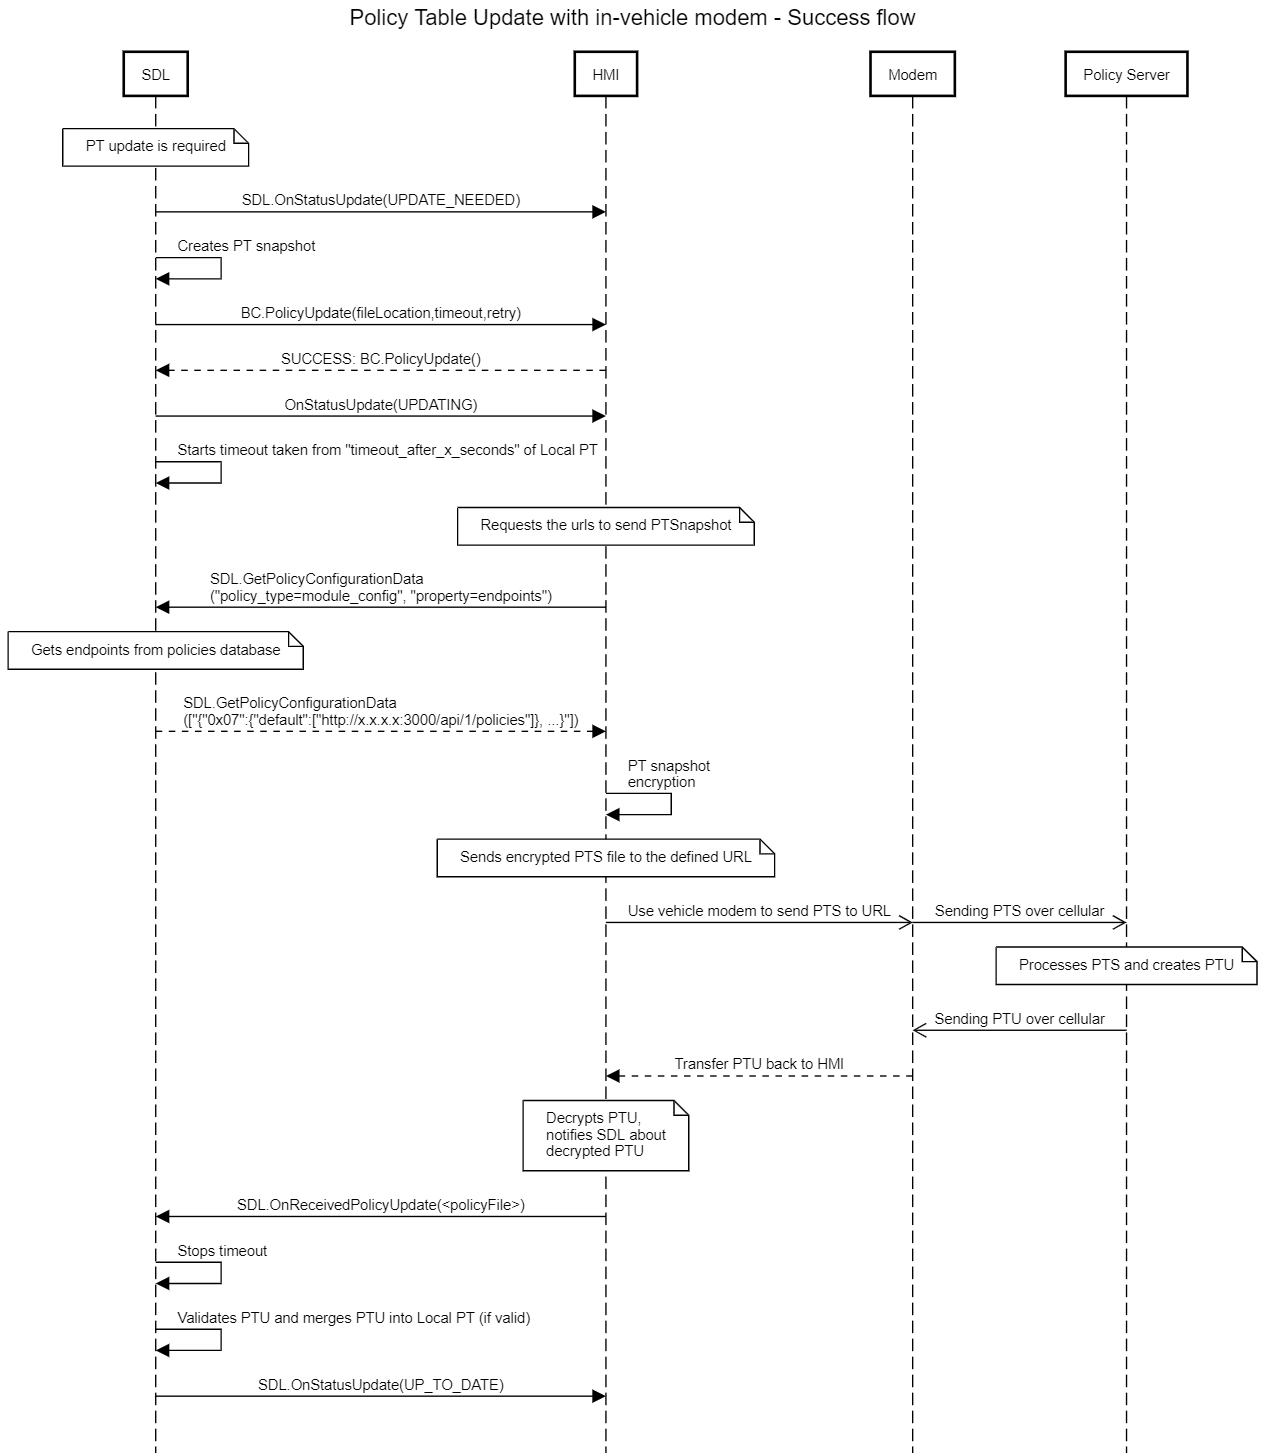 Policy Table Update with in-vehicle modem - Success flow
SDL
HMI
Modem
Policy Server
PT update is required
SDL.OnStatusUpdate(UPDATE_NEEDED)
Creates PT snapshot
BC.PolicyUpdate(fileLocation,timeout,retry)
SUCCESS: BC.PolicyUpdate()
OnStatusUpdate(UPDATING)
Starts timeout taken from "timeout_after_x_seconds" of Local PT
Requests the urls to send PTSnapshot
SDL.GetPolicyConfigurationData
("policy_type=module_config", "property=endpoints")
Gets endpoints from policies database
SDL.GetPolicyConfigurationData
(["{"0x07":{"default":["http://x.x.x.x:3000/api/1/policies"]}, ...}"])
PT snapshot
encryption
Sends encrypted PTS file to the defined URL
Use vehicle modem to send PTS to URL
Sending PTS over cellular
Processes PTS and creates PTU
Sending PTU over cellular
Transfer PTU back to HMI
Decrypts PTU,
notifies SDL about
decrypted PTU
SDL.OnReceivedPolicyUpdate(<policyFile>)
Stops timeout
Validates PTU and merges PTU into Local PT (if valid)
SDL.OnStatusUpdate(UP_TO_DATE)